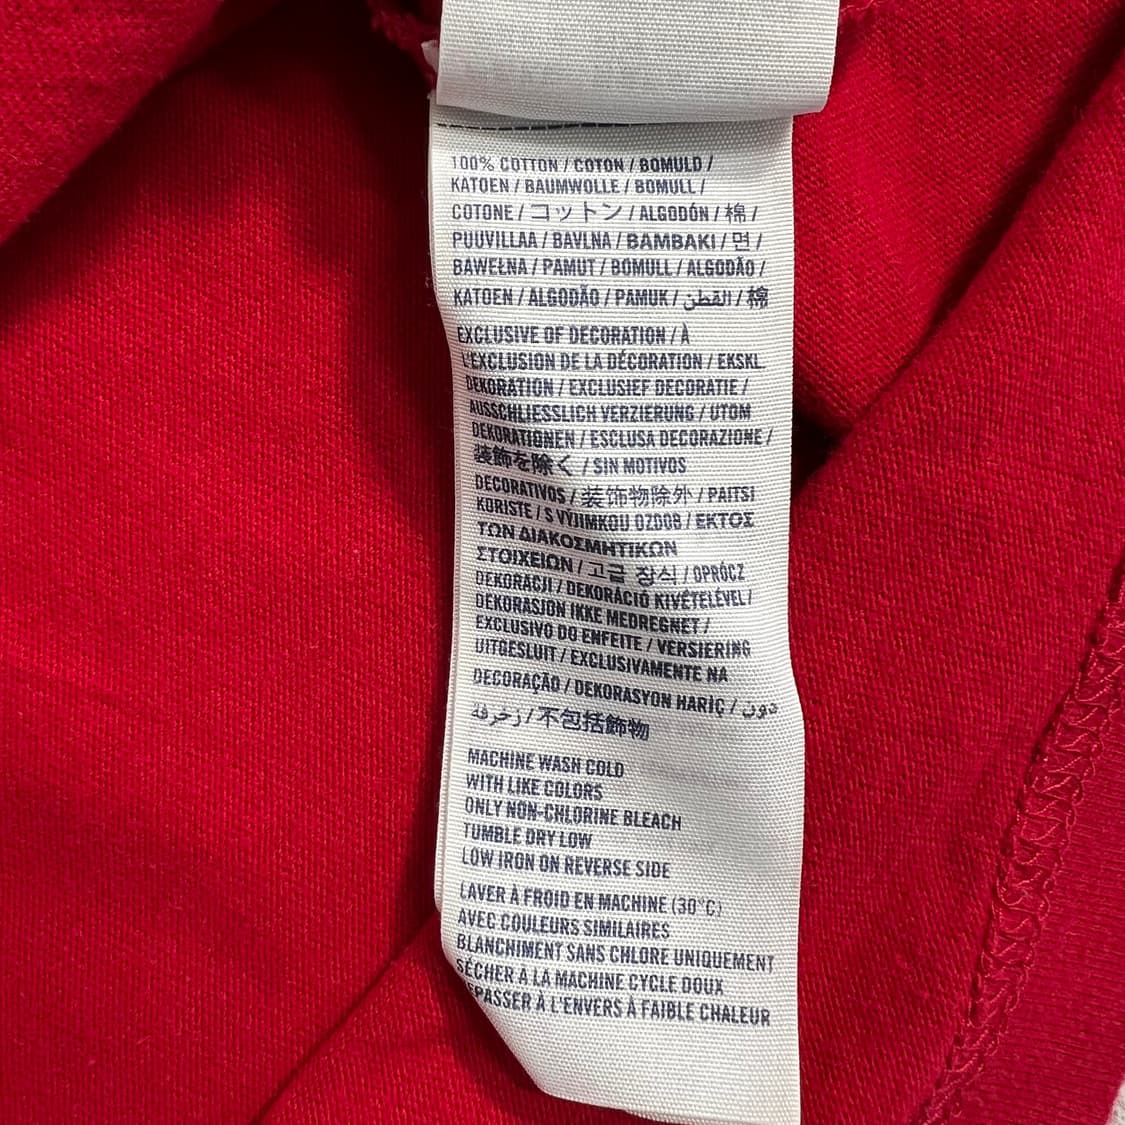 100% COTTON / COTON / BOMULD /
KATOEN / BAUMWOLLE / BOMULL /
COTONE / コットン / ALGODÓN / 棉 /
PUUVILLAA / BAVLNA / BAMBAKI / 면 /
BAWEŁNA / PAMUT / BOMULL / ALGODÃO /
KATOEN / ALGODÃO / PAMUK / القطن / 棉
EXCLUSIVE OF DECORATION / À
L'EXCLUSION DE LA DÉCORATION / EKSKL.
DEKORATION / EXCLUSIEF DECORATIE /
AUSSCHLIESSLICH VERZIERUNG / UTOM
DEKORATIONEN / ESCLUSA DECORAZIONE /
装飾を除く / SIN MOTIVOS
DECORATIVOS / 装饰物除外 / PAITSI
KORISTE / S VÝJIMKOU OZDOB / ΕΚΤΟΣ
ΤΩΝ ΔΙΑΚΟΣΜΗΤΙΚΩΝ
ΣΤΟΙΧΕΙΩΝ / 고급 장식 / OPRÓCZ
DEKORACJI / DEKORÁCIÓ KIVÉTELÉVEL /
DEKORASJON IKKE MEDREGNET /
EXCLUSIVO DO ENFEITE / VERSIERING
UITGESLUIT / EXCLUSIVAMENTE NA
DECORAÇÃO / DEKORASYON HARIÇ / دون
زخرفة / 不包括飾物
MACHINE WASH COLD
WITH LIKE COLORS
ONLY NON-CHLORINE BLEACH
TUMBLE DRY LOW
LOW IRON ON REVERSE SIDE
LAVER À FROID EN MACHINE (30°C)
AVEC COULEURS SIMILAIRES
BLANCHIMENT SANS CHLORE UNIQUEMENT
SÉCHER À LA MACHINE CYCLE DOUX
EPASSER À L'ENVERS À FAIBLE CHALEUR